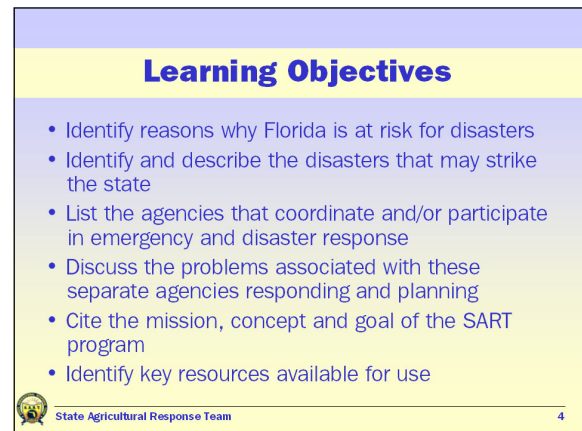 Learning Objectives
• Identify reasons why Florida is at risk for disasters
• Identify and describe the disasters that may strike
the state
• List the agencies that coordinate and/or participate
in emergency and disaster response
• Discuss the problems associated with these
separate agencies responding and planning
• Cite the mission, concept and goal of the SART
program
• Identify key resources available for use
State Agricultural Response Team 4